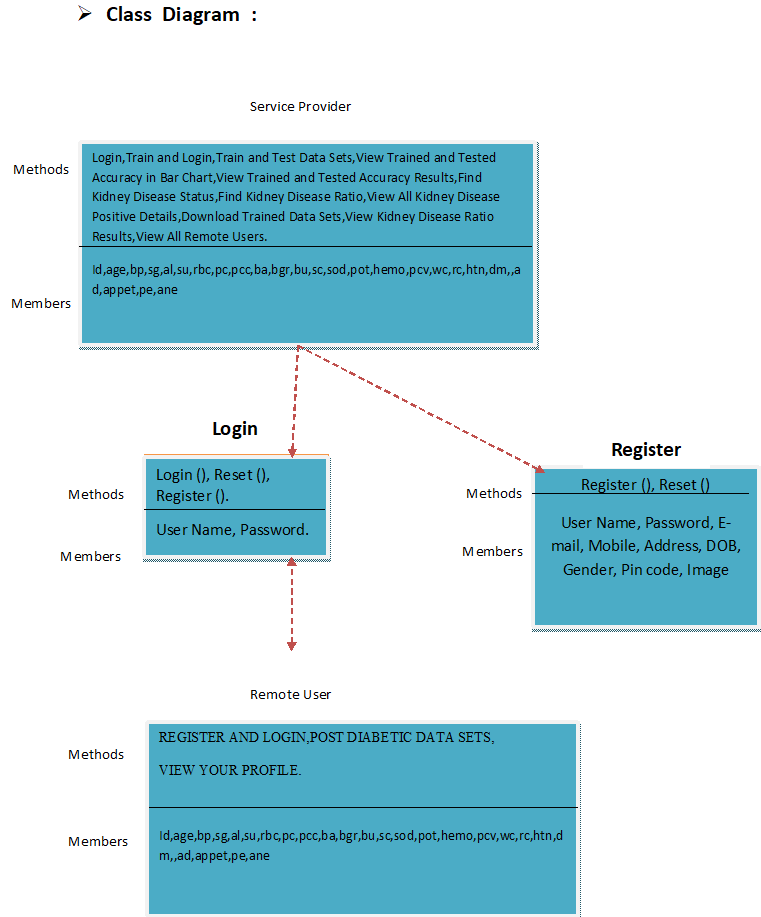 ➢ Class Diagram :
Service Provider
Methods
Login,Train and Login,Train and Test Data Sets,View Trained and Tested
Accuracy in Bar Chart,View Trained and Tested Accuracy Results,Find
Kidney Disease Status,Find Kidney Disease Ratio,View All Kidney Disease
Positive Details,Download Trained Data Sets,View Kidney Disease Ratio
Results,View All Remote Users.
Members
Id,age,bp,sg,al,su,rbc,pc,pcc,ba,bgr,bu,sc,sod,pot,hemo,pcv,wc,rc,htn,dm,,a
d,appet,pe,ane
Login
Methods
Login (), Reset (),
Register ().
Members
User Name, Password.
Register
Methods
Register (), Reset ()
Members
User Name, Password, E-
mail, Mobile, Address, DOB,
Gender, Pin code, Image
Remote User
Methods
REGISTER AND LOGIN,POST DIABETIC DATA SETS,
VIEW YOUR PROFILE.
Members
Id,age,bp,sg,al,su,rbc,pc,pcc,ba,bgr,bu,sc,sod,pot,hemo,pcv,wc,rc,htn,d
m,,ad,appet,pe,ane